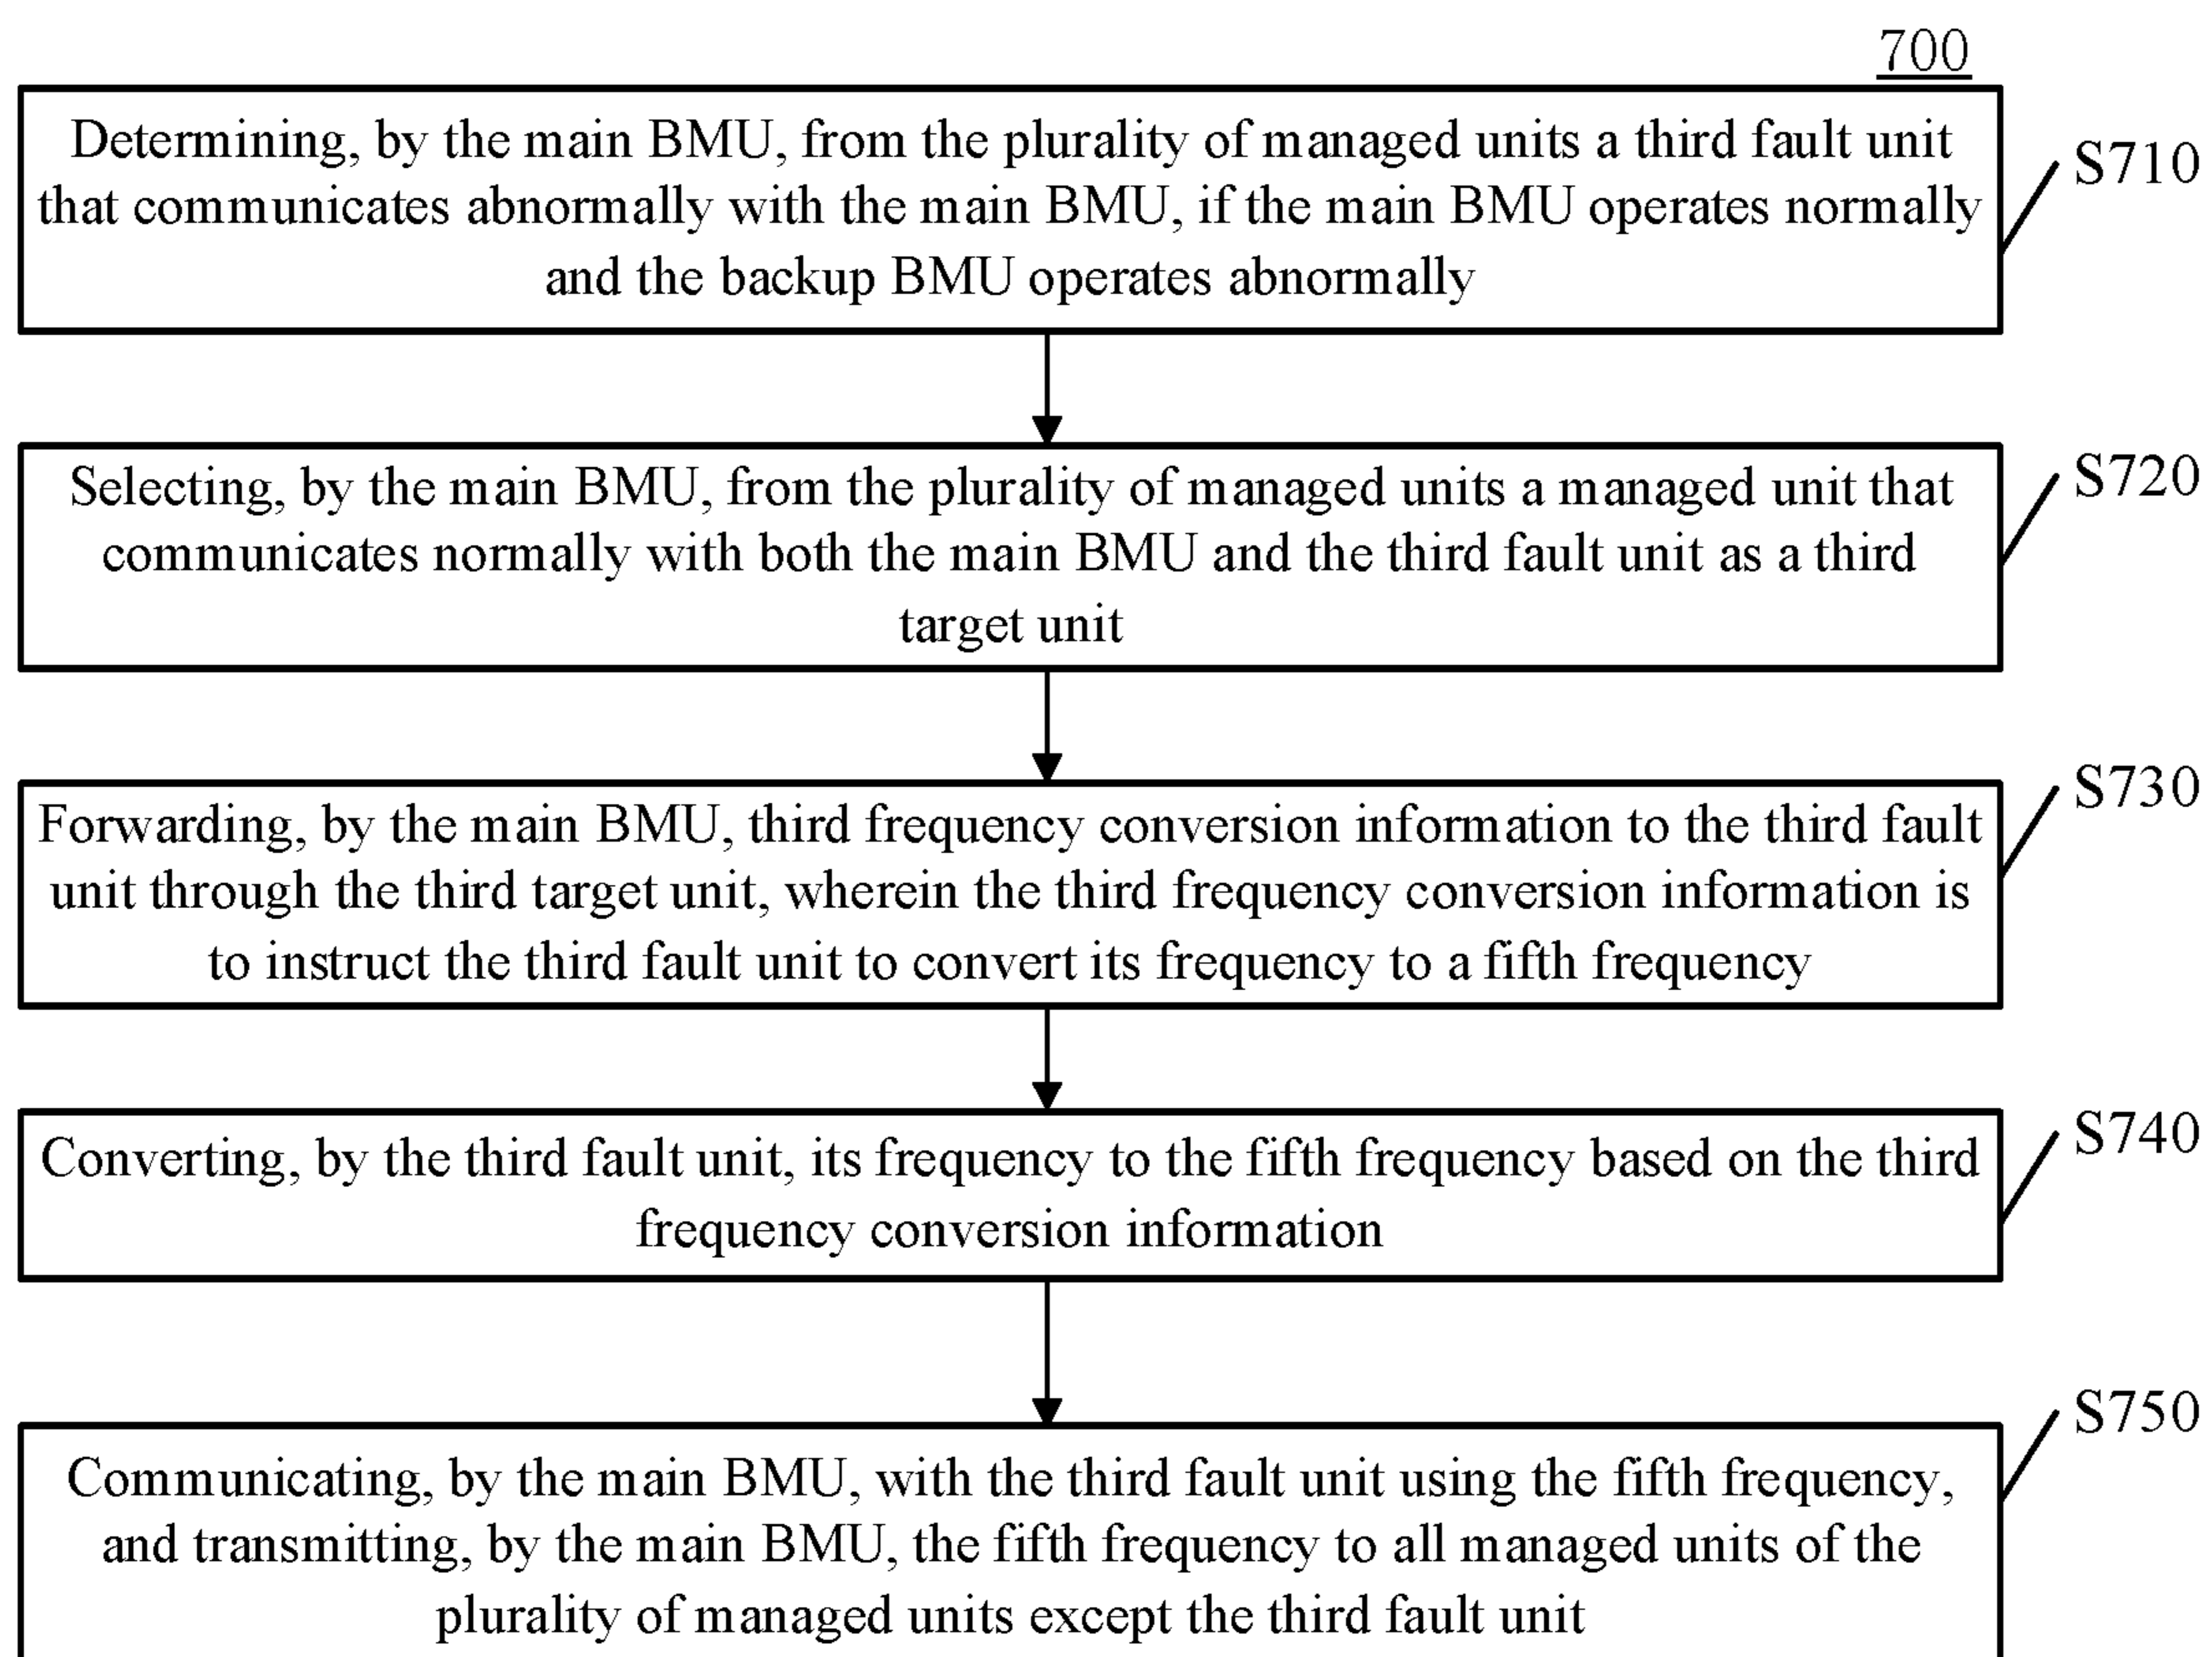 700
Determining, by the main BMU, from the plurality of managed units a third fault unit
that communicates abnormally with the main BMU, if the main BMU operates normally
and the backup BMU operates abnormally
S710
Selecting, by the main BMU, from the plurality of managed units a managed unit that
communicates normally with both the main BMU and the third fault unit as a third
target unit
S720
Forwarding, by the main BMU, third frequency conversion information to the third fault
unit through the third target unit, wherein the third frequency conversion information is
to instruct the third fault unit to convert its frequency to a fifth frequency
S730
Converting, by the third fault unit, its frequency to the fifth frequency based on the third
frequency conversion information
S740
Communicating, by the main BMU, with the third fault unit using the fifth frequency,
and transmitting, by the main BMU, the fifth frequency to all managed units of the
plurality of managed units except the third fault unit
S750